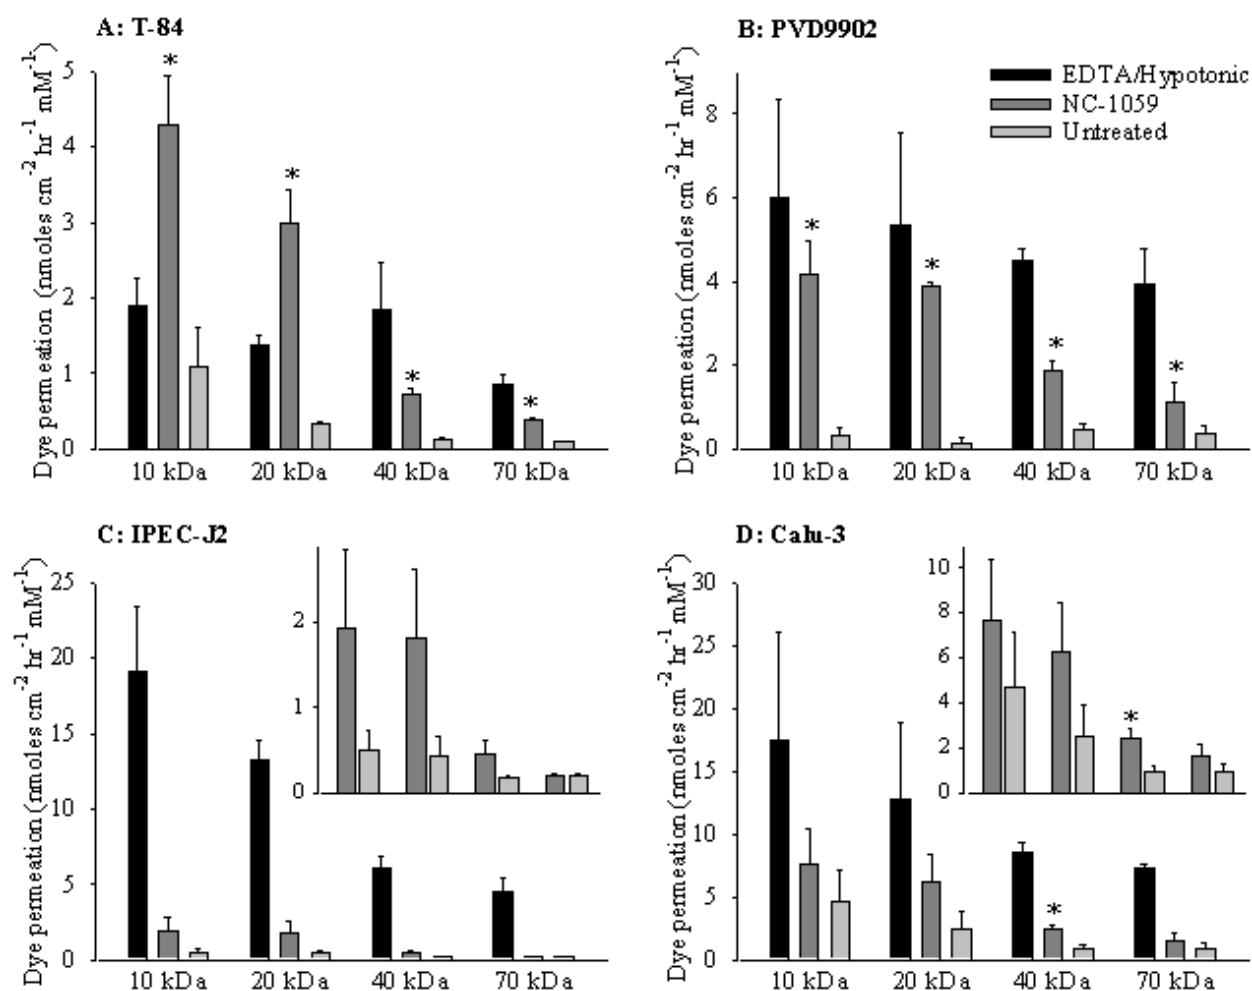 A: T-84
Dye permeation (nmoles cm-2 hr-1 mM-1)
5
4
3
2
1
0
*
*
*
*
10 kDa 20 kDa 40 kDa 70 kDa
B: PVD9902
EDTA/Hypotonic
NC-1059
Untreated
Dye permeation (nmoles cm-2 hr-1 mM-1)
8
6
4
2
0
*
*
*
*
10 kDa 20 kDa 40 kDa 70 kDa
C: IPEC-J2
Dye permeation (nmoles cm-2 hr-1 mM-1)
25
20
15
10
5
0
2
1
0
10 kDa 20 kDa 40 kDa 70 kDa
D: Calu-3
Dye permeation (nmoles cm-2 hr-1 mM-1)
30
25
20
15
10
5
0
10
8
6
4
2
0
*
*
10 kDa 20 kDa 40 kDa 70 kDa